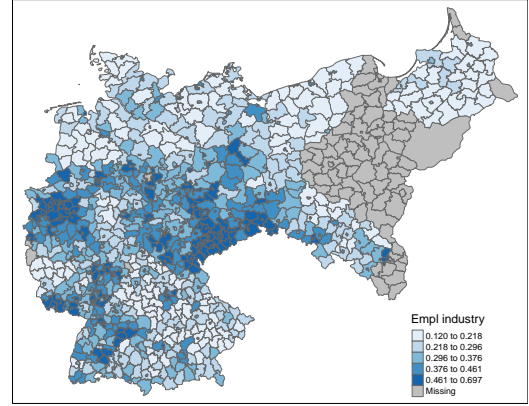 Empl industry
0.120 to 0.218
0.218 to 0.296
0.296 to 0.376
0.376 to 0.461
0.461 to 0.697
Missing